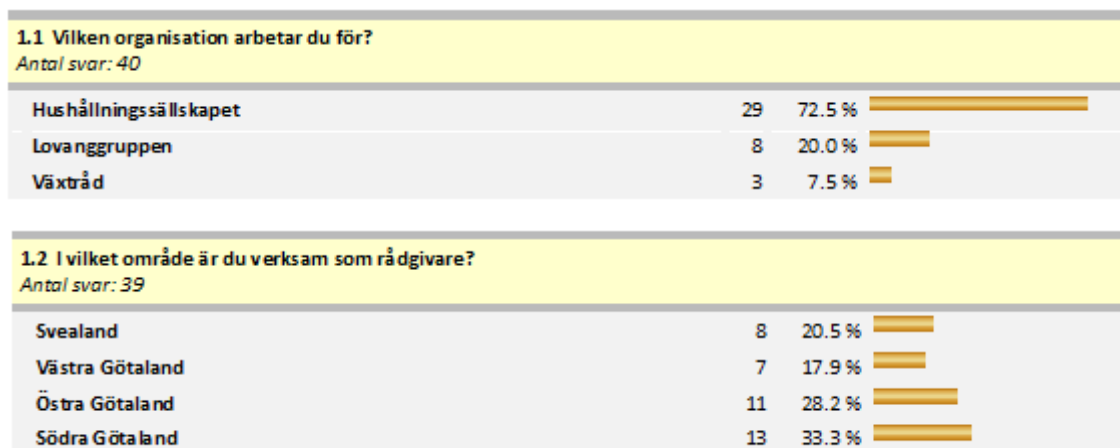 1.1 Vilken organisation arbetar du för?
Antal svar: 40
Hushållningssällskapet 29 72.5 %
Lovanggruppen 8 20.0 %
Växtråd 3 7.5 %
1.2 I vilket område är du verksam som rådgivare?
Antal svar: 39
Svealand 8 20.5 %
Västra Götaland 7 17.9 %
Östra Götaland 11 28.2 %
Södra Götaland 13 33.3 %